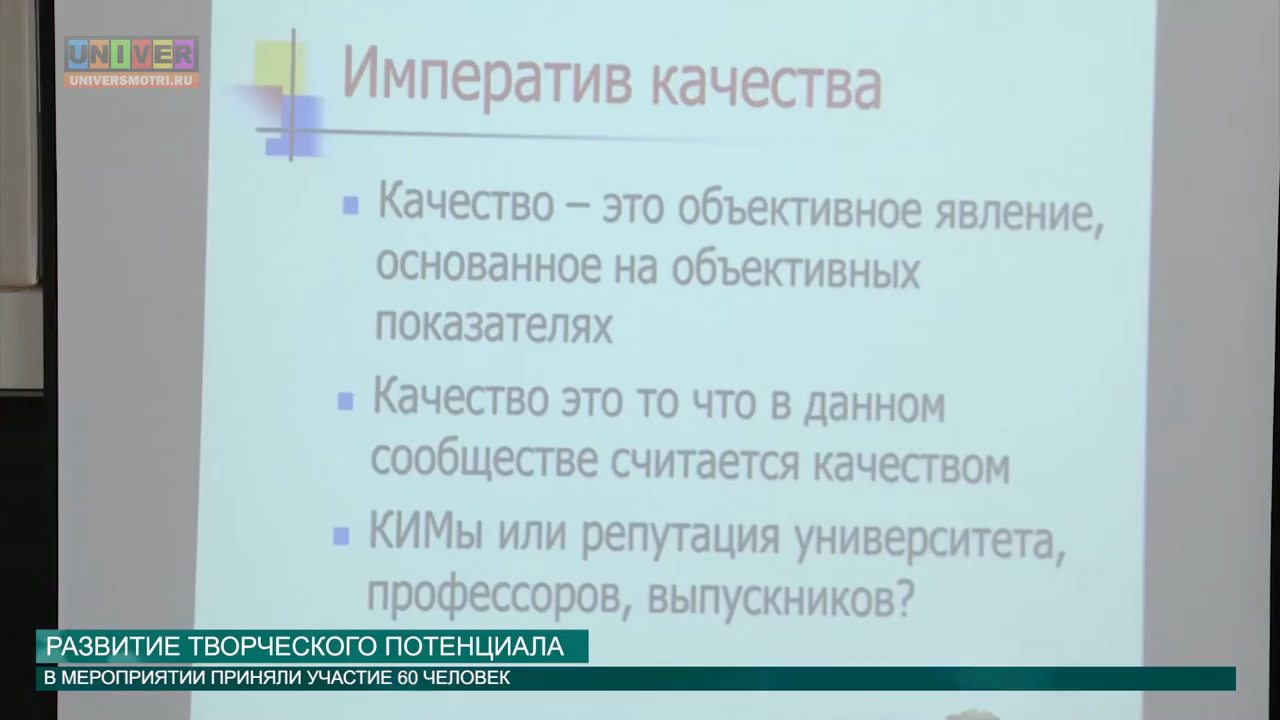 UNIVER
UNIVERSMOTRI.RU
Императив качества
Качество – это объективное явление,
основанное на объективных
показателях
Качество это то что в данном
сообществе считается качеством
КИМы или репутация университета,
профессоров, выпускников?
РАЗВИТИЕ ТВОРЧЕСКОГО ПОТЕНЦИАЛА
В МЕРОПРИЯТИИ ПРИНЯЛИ УЧАСТИЕ 60 ЧЕЛОВЕК